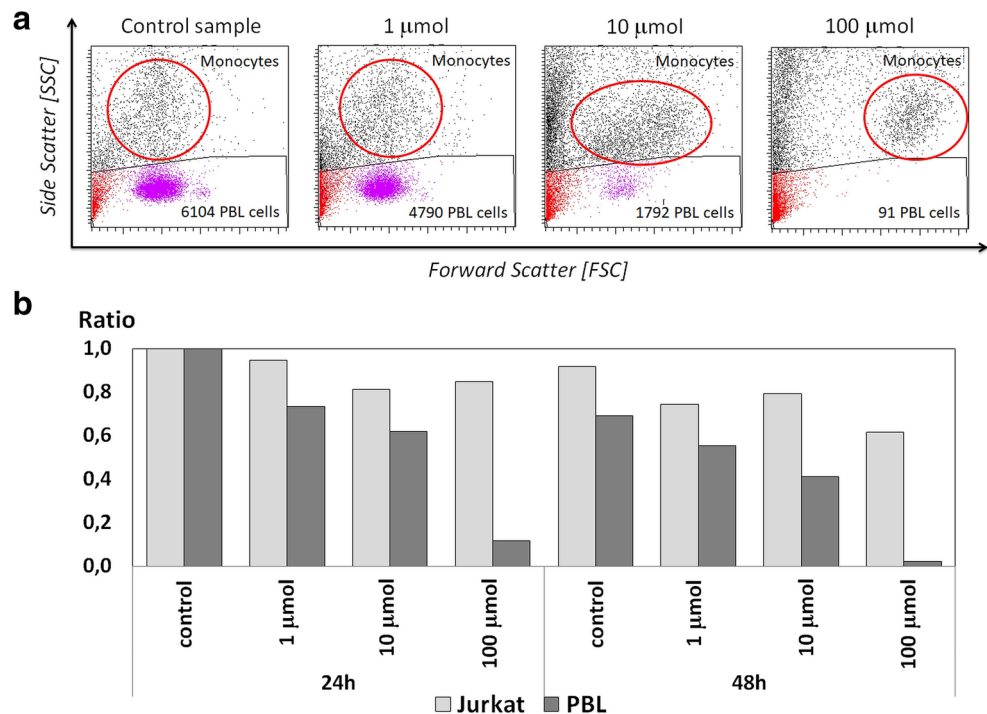 a
Control sample
1 µmol
10 µmol
100 µmol
Side Scatter [SSC]
Monocytes
6104 PBL cells
Monocytes
4790 PBL cells
Monocytes
1792 PBL cells
Monocytes
91 PBL cells
Forward Scatter [FSC]
b
Ratio
1,0
0,8
0,6
0,4
0,2
0,0
control
1 µmol
10 µmol
100 µmol
control
1 µmol
10 µmol
100 µmol
24h
48h
Jurkat
PBL